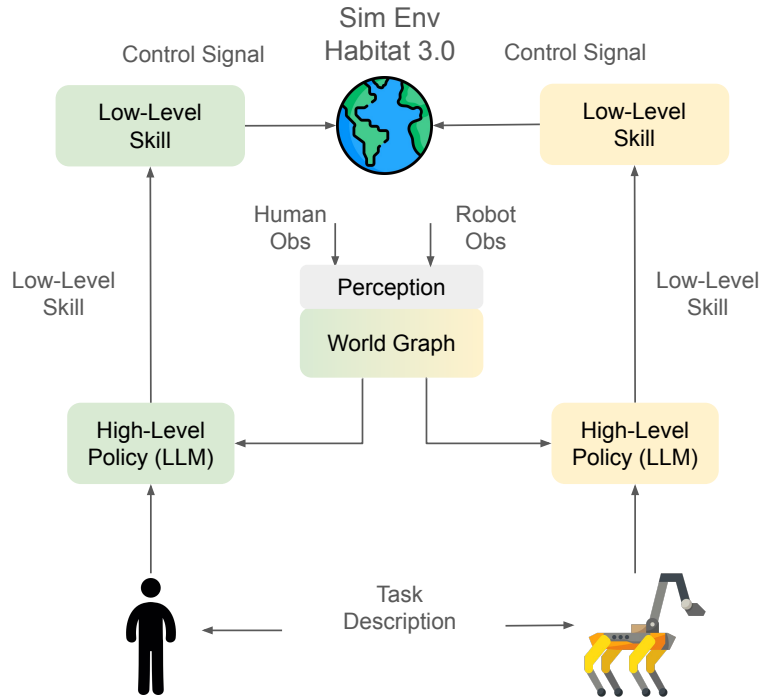 Sim Env
Habitat 3.0
Control Signal
Control Signal
Low-Level
Skill
Low-Level
Skill
Human
Obs
Robot
Obs
Low-Level
Skill
Perception
World Graph
Low-Level
Skill
High-Level
Policy (LLM)
High-Level
Policy (LLM)
Task
Description